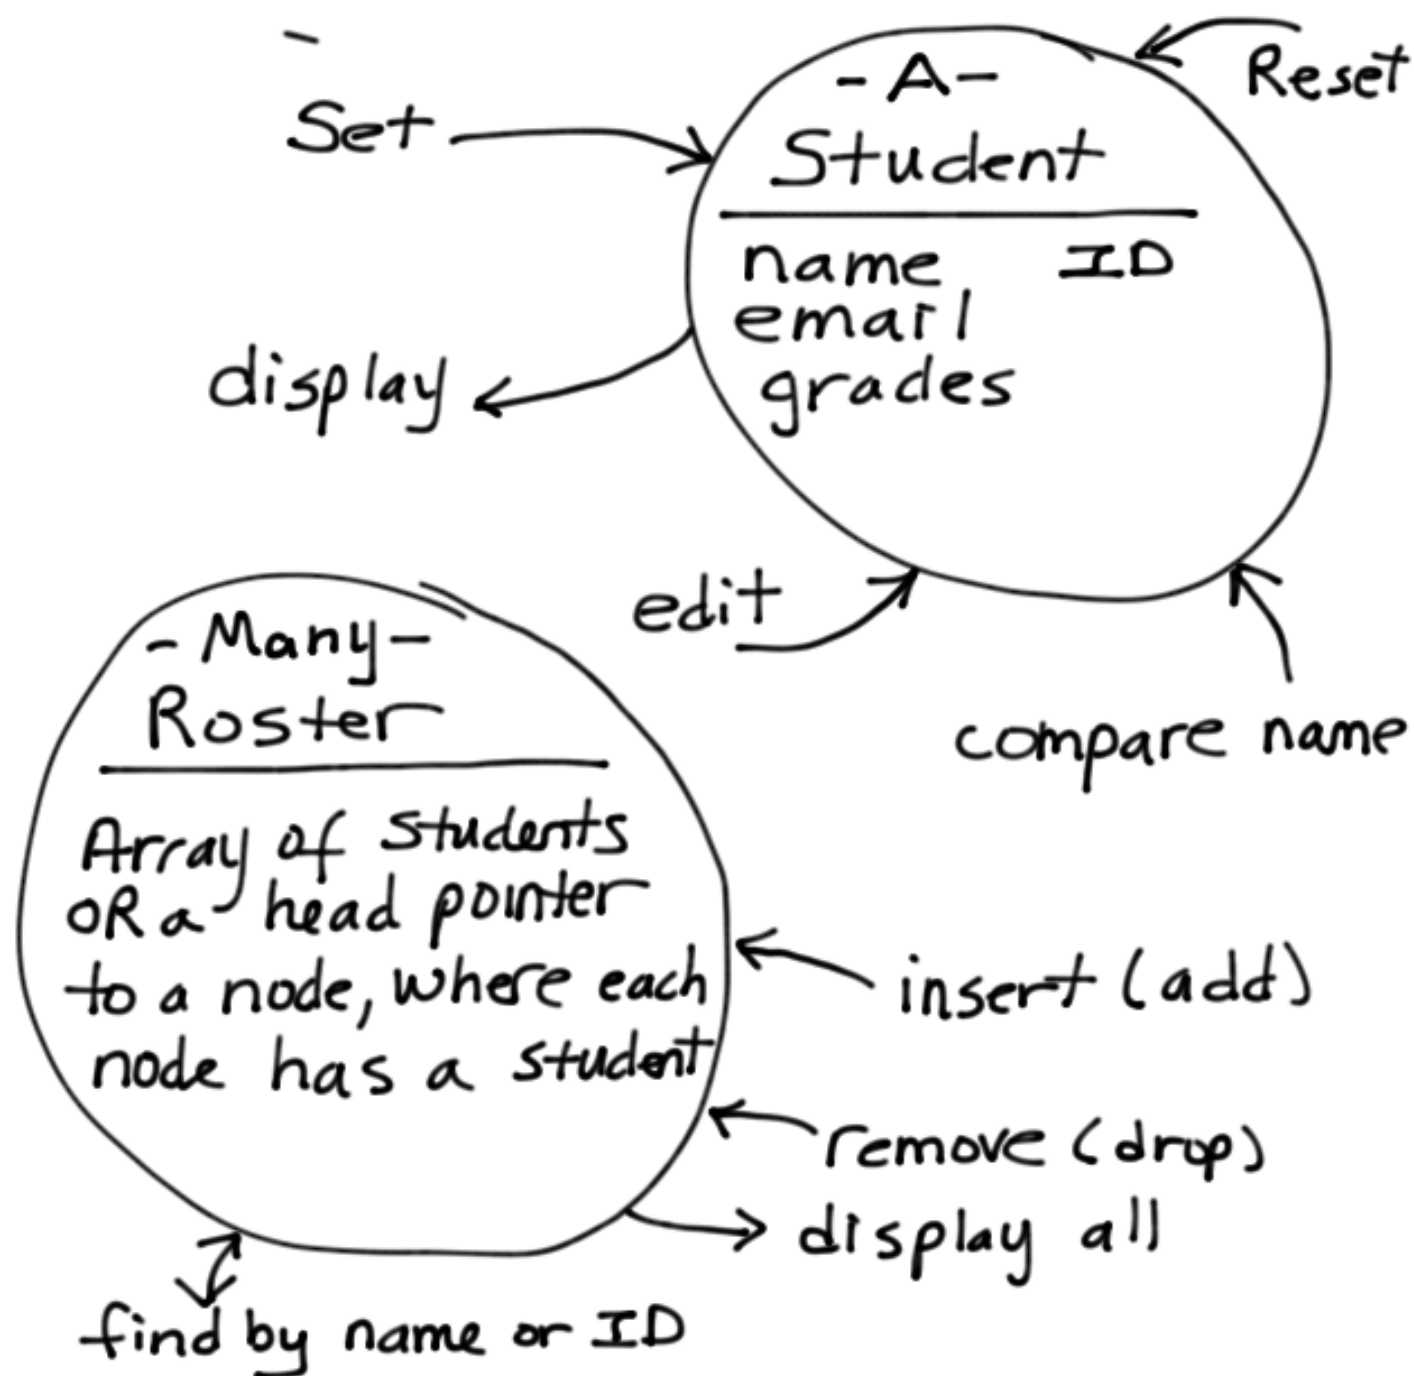 Reset
Set
- A -
Student
name ID
email
grades
display
edit
compare name
- Many -
Roster
Array of students
OR a head pointer
to a node, where each
node has a student
insert (add)
remove (drop)
display all
find by name or ID